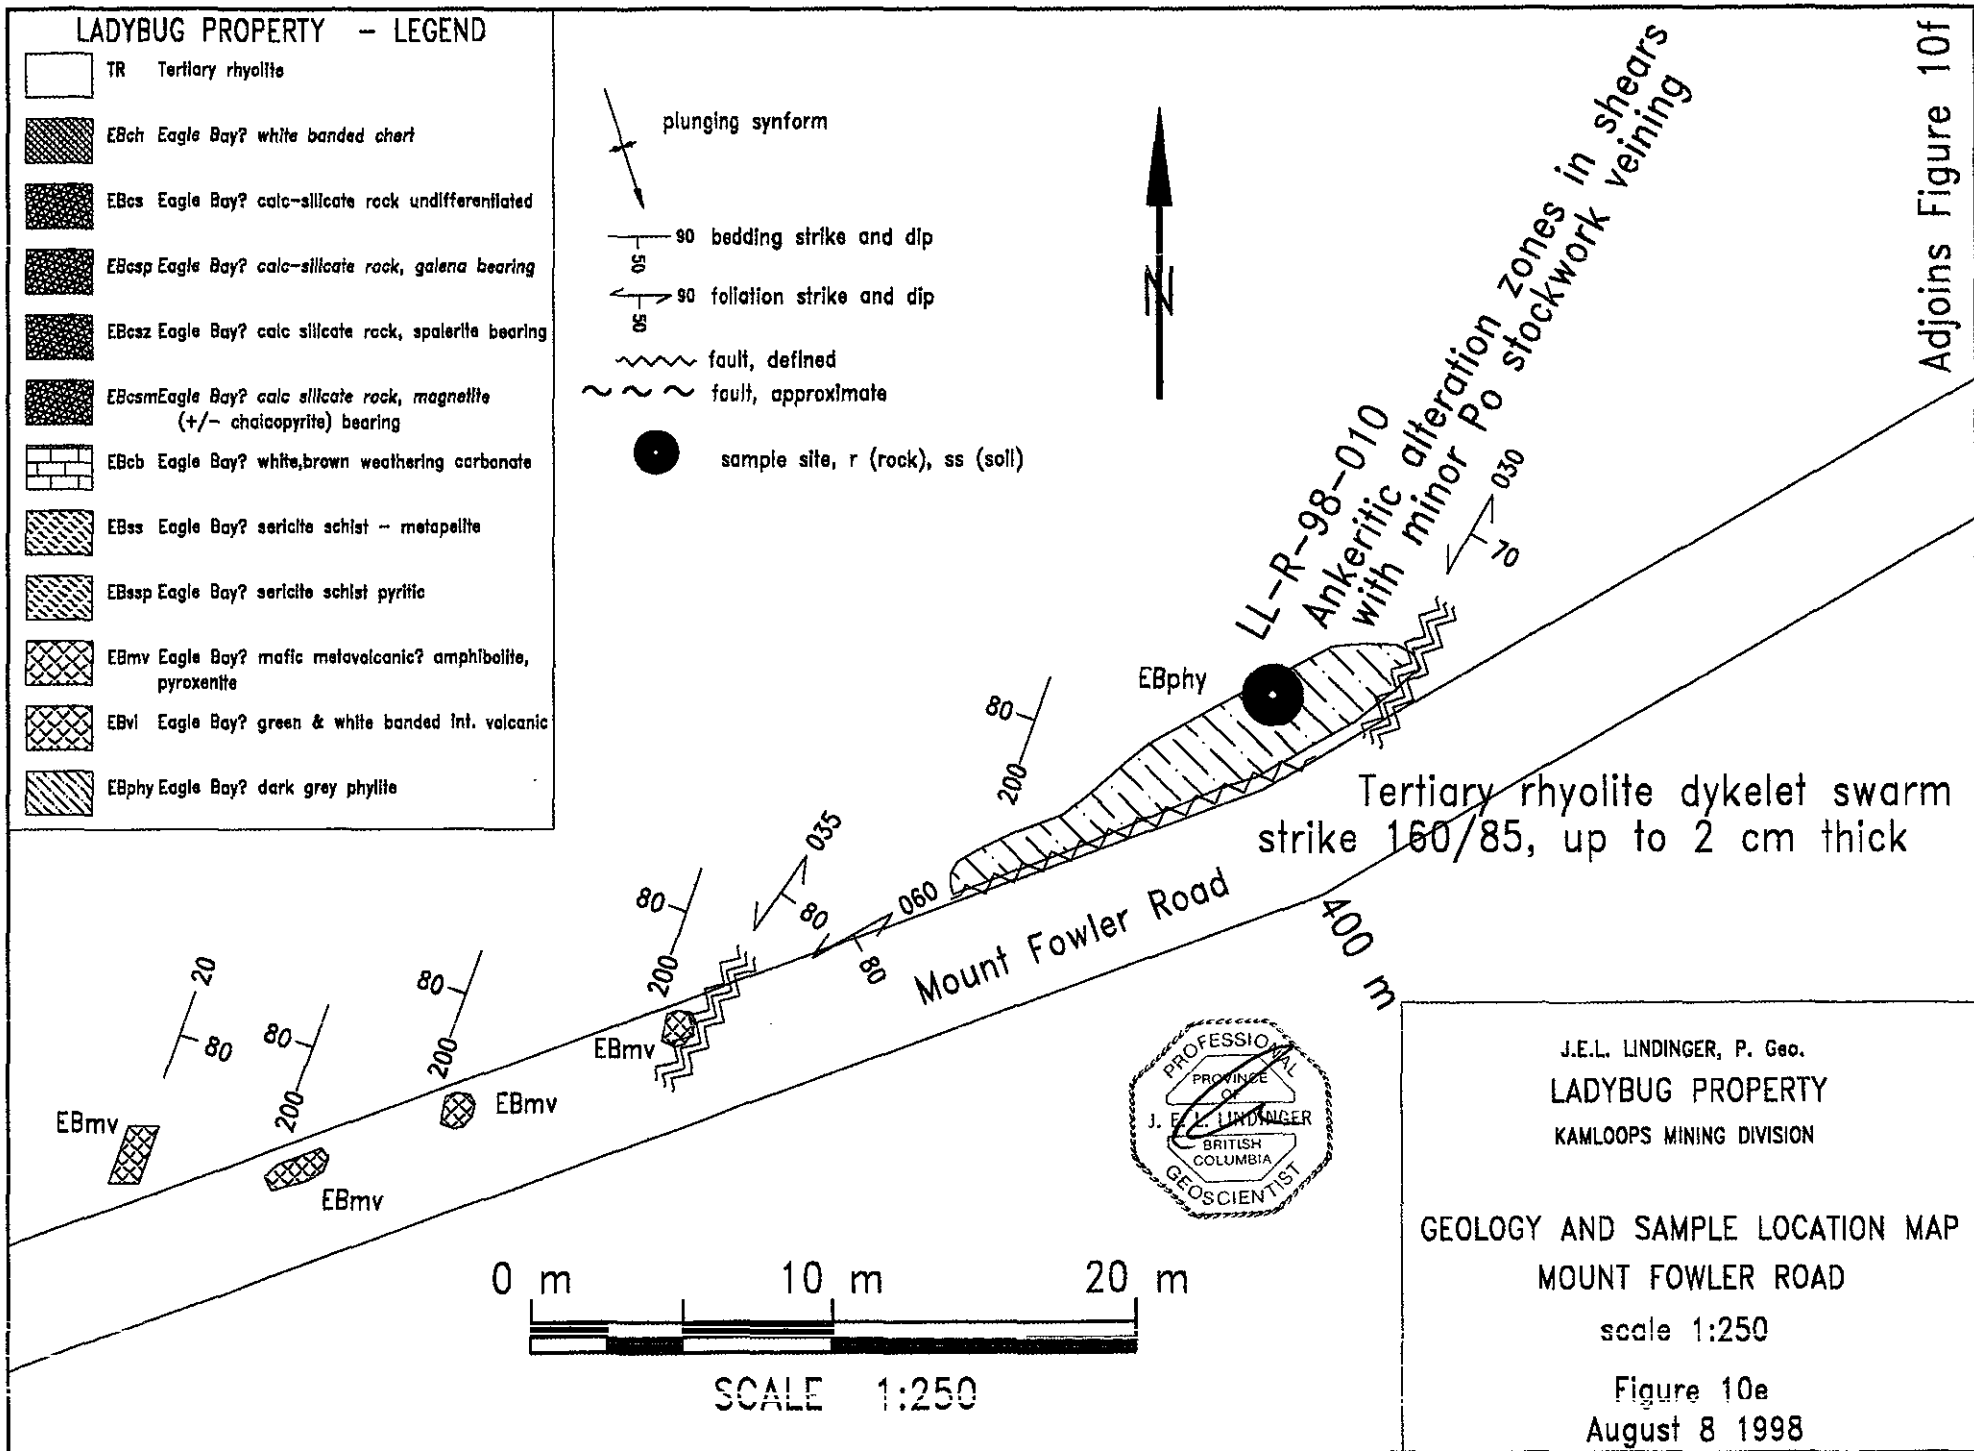 LADYBUG PROPERTY - LEGEND
TR Tertiary rhyolite
EBch Eagle Bay? white banded chert
EBcs Eagle Bay? calc-silicate rock undifferentiated
EBcsp Eagle Bay? calc-silicate rock, galena bearing
EBcsz Eagle Bay? calc silicate rock, spalerite bearing
EBcsm Eagle Bay? calc silicate rock, magnetite
(+/- chalcopyrite) bearing
EBcb Eagle Bay? white,brown weathering carbonate
EBss Eagle Bay? sericite schist - metapelite
EBssp Eagle Bay? sericite schist pyritic
EBmv Eagle Bay? mafic metavolcanic? amphibolite,
pyroxenite
EBvi Eagle Bay? green & white banded int. volcanic
EBphy Eagle Bay? dark grey phylite
plunging synform
90 bedding strike and dip
50
90 foliation strike and dip
50
fault, defined
fault, approximate
sample site, r (rock), ss (soil)
N
Adjoins Figure 10f
LL-R-98-010
Ankeritic alteration zones in shears
with minor Po stockwork veining
030
70
EBphy
80
200
Tertiary rhyolite dykelet swarm
strike 160/85, up to 2 cm thick
035
80
060
80
Mount Fowler Road
400 m
80
200
EBmv
80
200
EBmv
80
200
EBmv
20
80
EBmv
0 m 10 m 20 m
SCALE 1:250
PROFESSIONAL
PROVINCE
OF
J. E. L. LINDINGER
BRITISH
COLUMBIA
GEOSCIENTIST
J.E.L. LINDINGER, P. Geo.
LADYBUG PROPERTY
KAMLOOPS MINING DIVISION
GEOLOGY AND SAMPLE LOCATION MAP
MOUNT FOWLER ROAD
scale 1:250
Figure 10e
August 8 1998